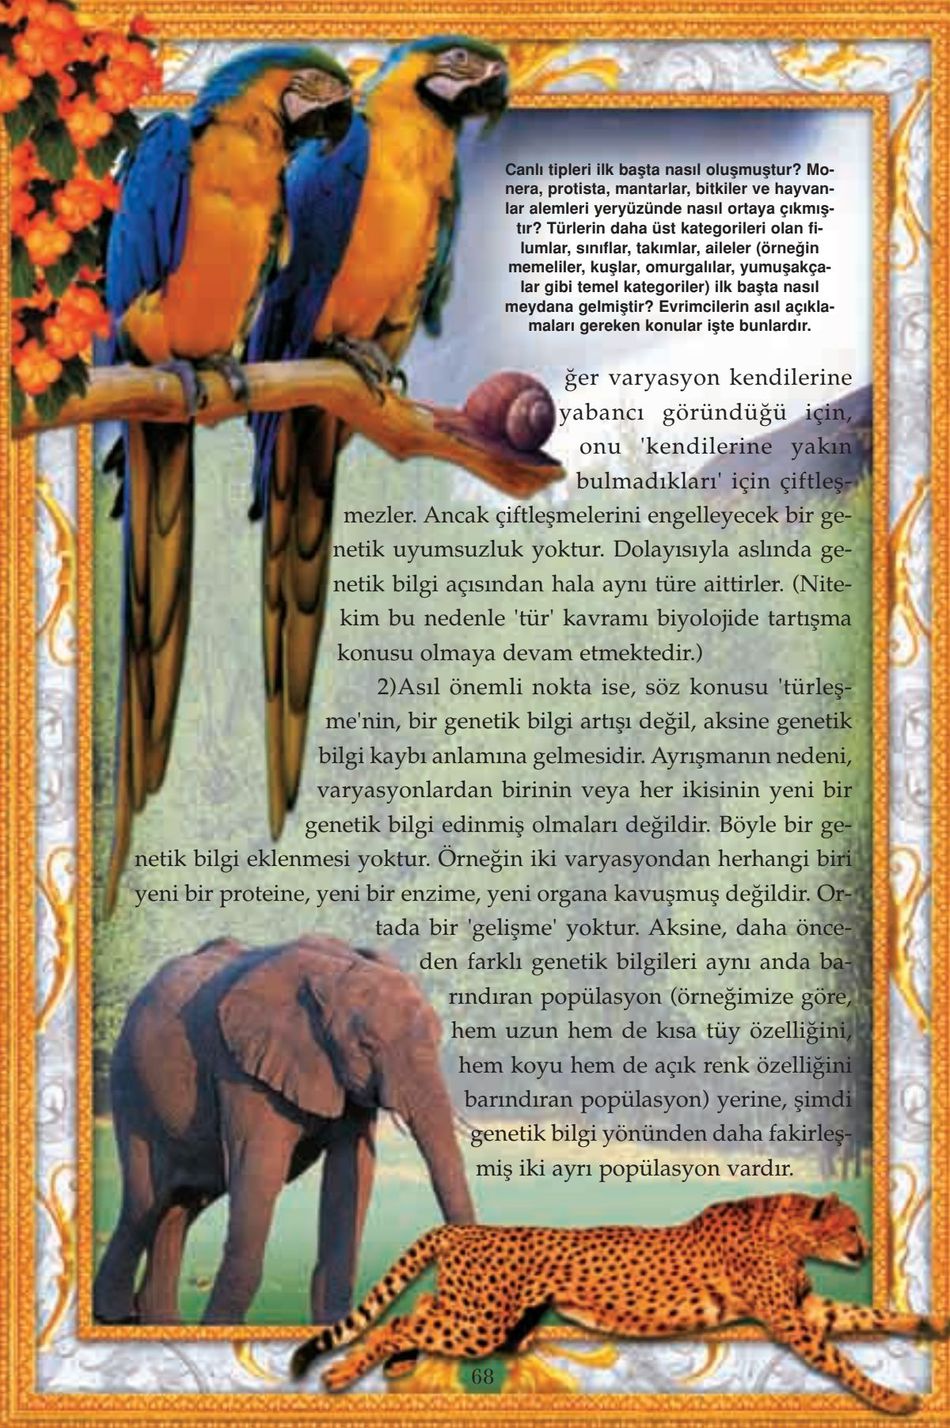 Canlı tipleri ilk başta nasıl oluşmuştur? Mo-
nera, protista, mantarlar, bitkiler ve hayvan-
lar alemleri yeryüzünde nasıl ortaya çıkmış-
tır? Türlerin daha üst kategorileri olan fi-
lumlar, sınıflar, takımlar, aileler (örneğin
memeliler, kuşlar, omurgalılar, yumuşakça-
lar gibi temel kategoriler) ilk başta nasıl
meydana gelmiştir? Evrimcilerin asıl açıkla-
maları gereken konular işte bunlardır.
ğer varyasyon kendilerine
yabancı göründüğü için,
onu 'kendilerine yakın
bulmadıkları' için çiftleş-
mezler. Ancak çiftleşmelerini engelleyecek bir ge-
netik uyumsuzluk yoktur. Dolayısıyla aslında ge-
netik bilgi açısından hala aynı türe aittirler. (Nite-
kim bu nedenle 'tür' kavramı biyolojide tartışma
konusu olmaya devam etmektedir.)
2)Asıl önemli nokta ise, söz konusu 'türleş-
me'nin, bir genetik bilgi artışı değil, aksine genetik
bilgi kaybı anlamına gelmesidir. Ayrışmanın nedeni,
varyasyonlardan birinin veya her ikisinin yeni bir
genetik bilgi edinmiş olmaları değildir. Böyle bir ge-
netik bilgi eklenmesi yoktur. Örneğin iki varyasyondan herhangi biri
yeni bir proteine, yeni bir enzime, yeni organa kavuşmuş değildir. Or-
tada bir 'gelişme' yoktur. Aksine, daha önce-
den farklı genetik bilgileri aynı anda ba-
rındıran popülasyon (örneğimize göre,
hem uzun hem de kısa tüy özelliğini,
hem koyu hem de açık renk özelliğini
barındıran popülasyon) yerine, şimdi
genetik bilgi yönünden daha fakirleş-
miş iki ayrı popülasyon vardır.
68